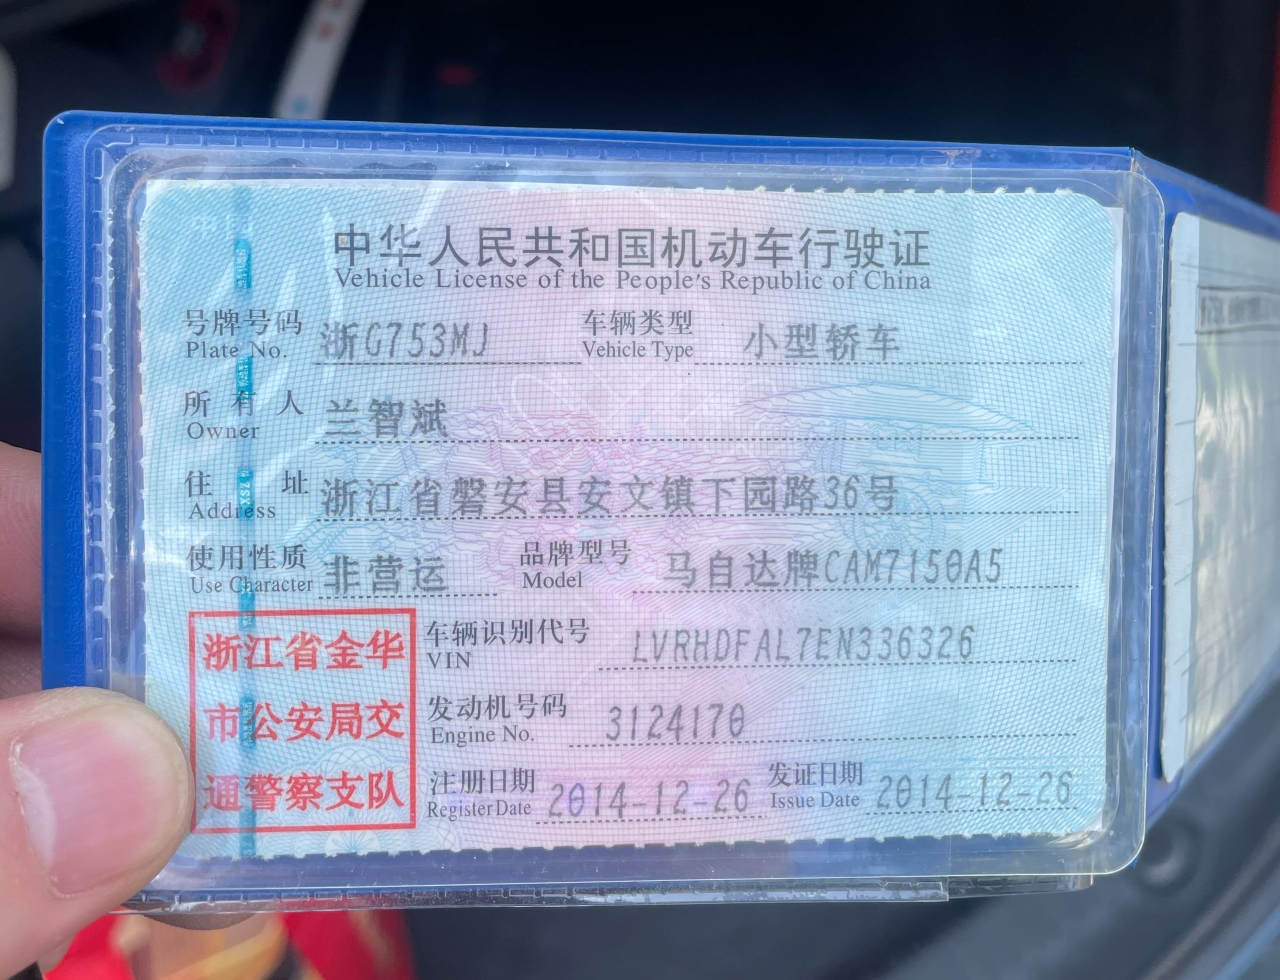 中华人民共和国机动车行驶证
Vehicle License of the People's Republic of China
号牌号码 浙G753MJ 车辆类型 小型轿车
Plate No. Vehicle Type
所有人 兰智斌
Owner
住址 浙江省磐安县安文镇下园路36号
Address
使用性质 非营运 品牌型号 马自达牌CAM7150A5
Use Character Model
浙江省金华
市公安局交
通警察支队
车辆识别代号 LVRHDFAL7EN336326
VIN
发动机号码 3124170
Engine No.
注册日期 2014-12-26 发证日期 2014-12-26
Register Date Issue Date